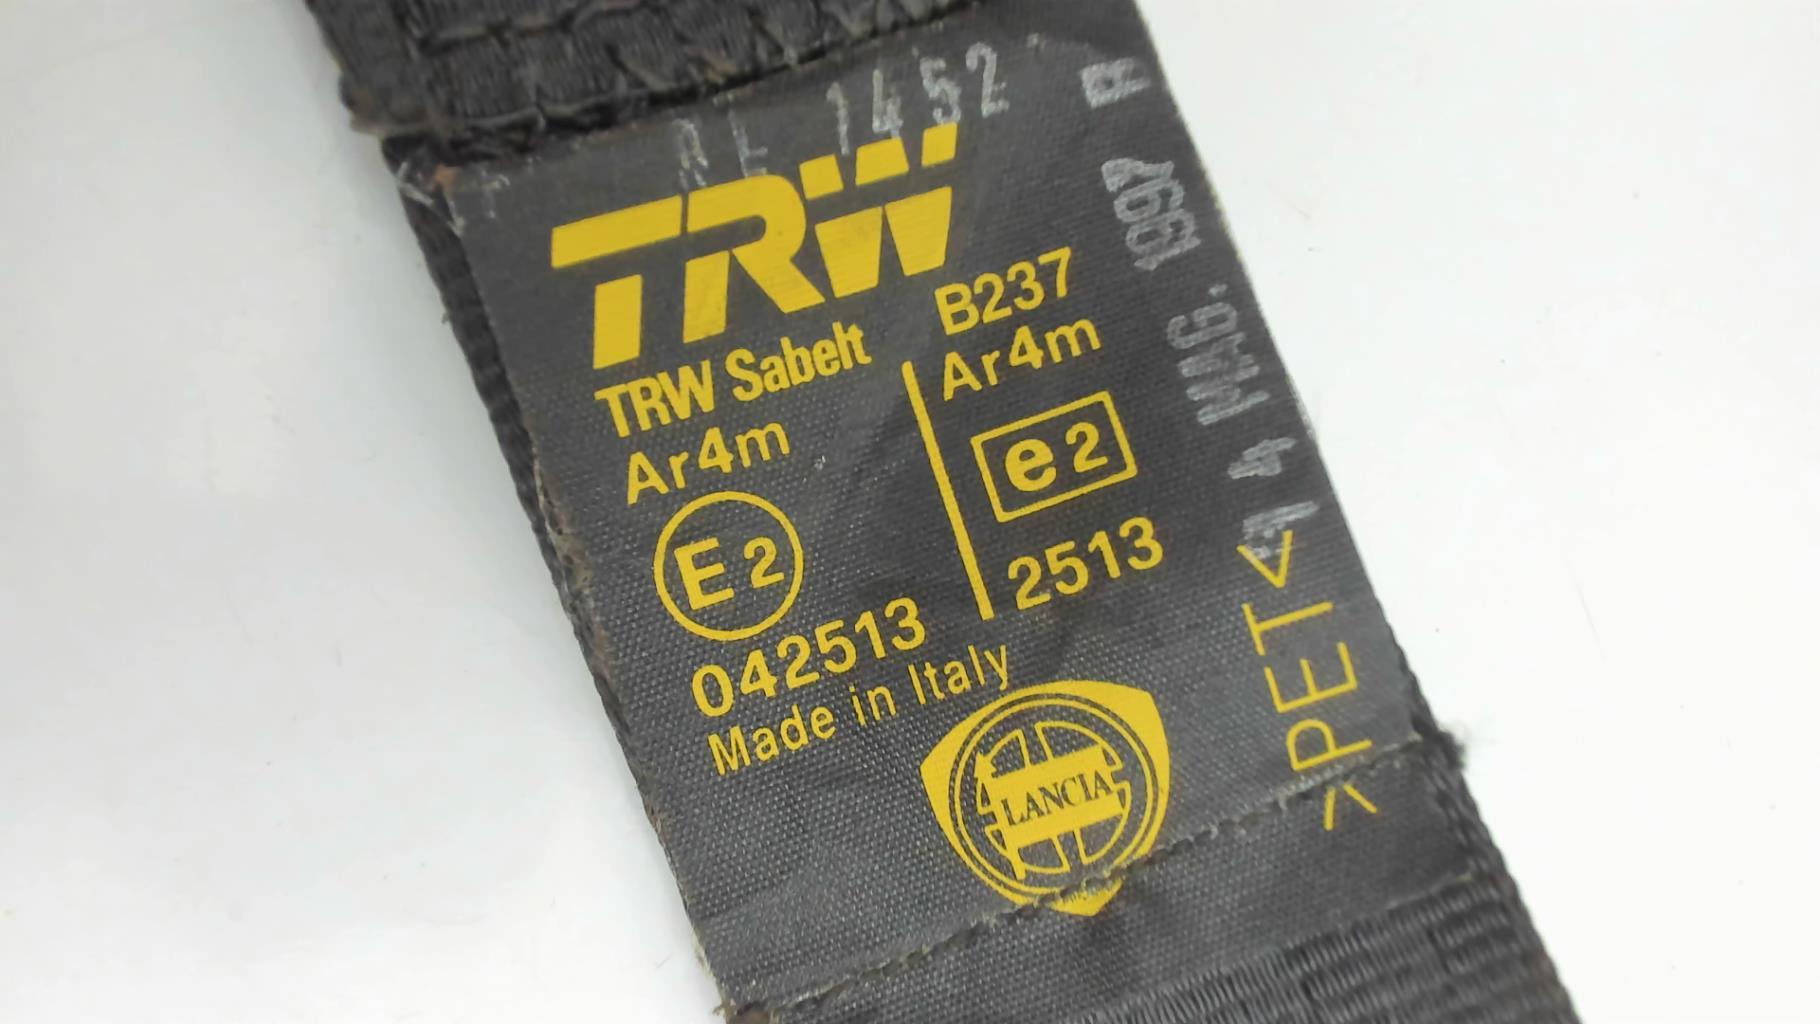 1452
TRW
TRW Sabelt
Ar4m
E2
042513
Made in Italy
B237
Ar4m
e2
2513
LANCIA
>PET<
MAG. 1997 B